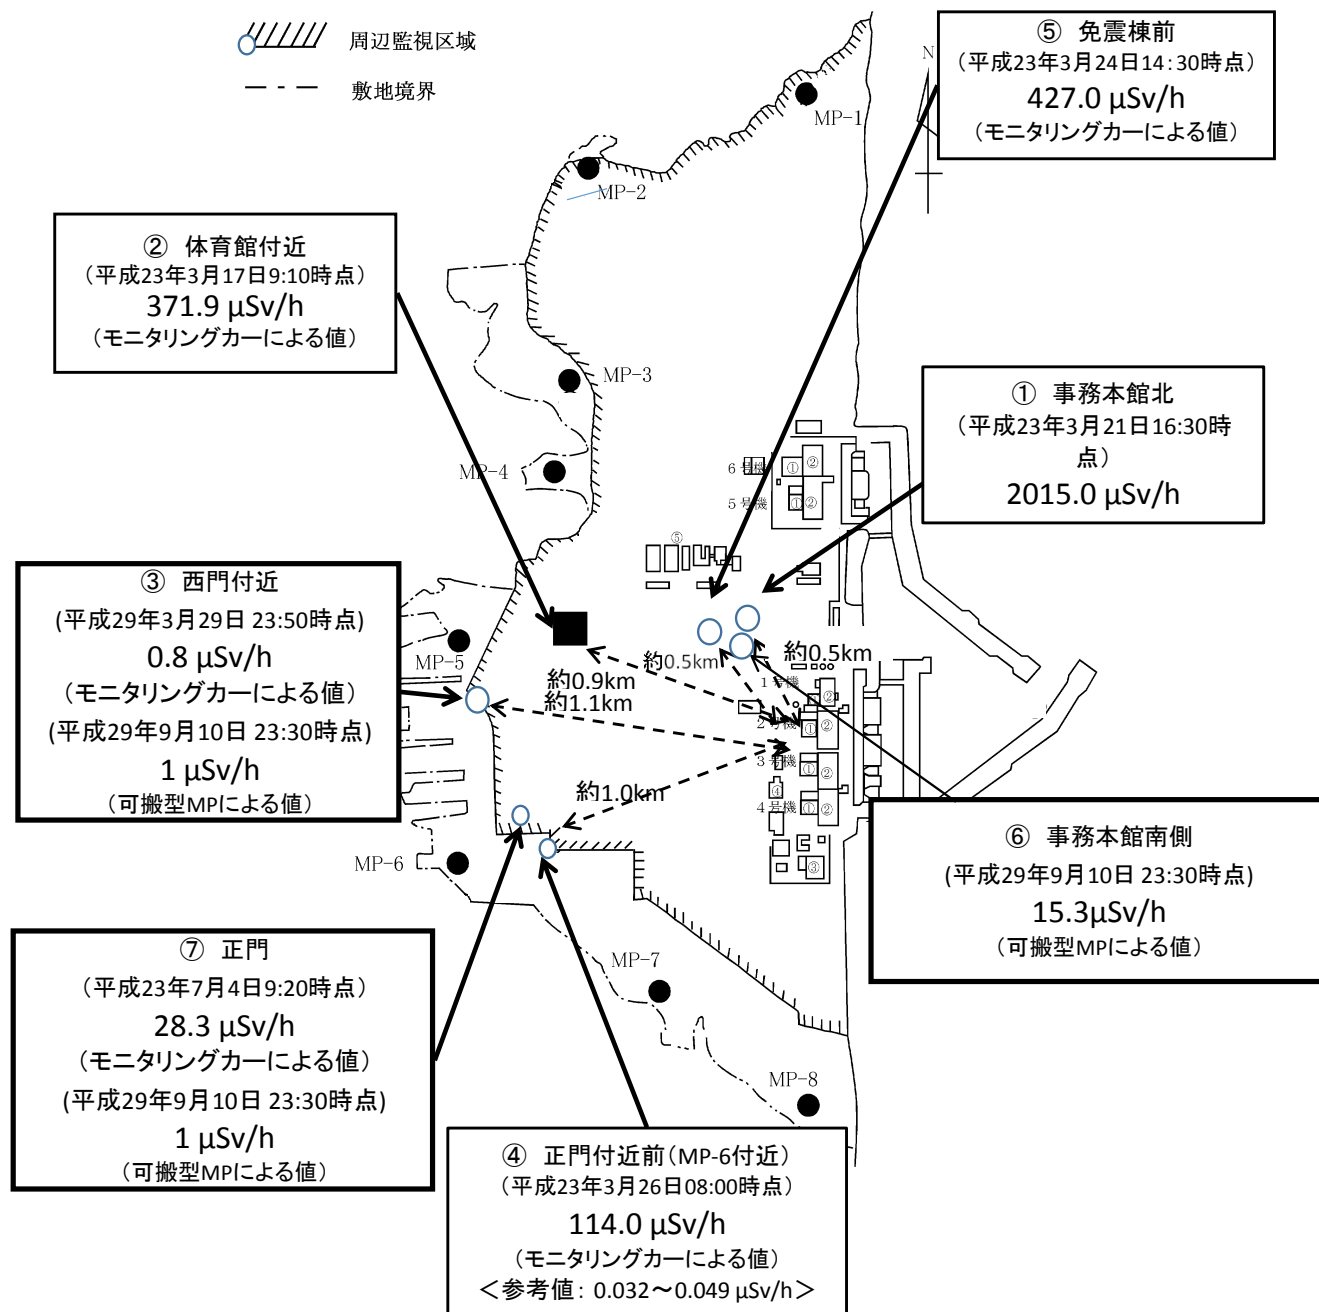 周辺監視区域
敷地境界
⑤ 免震棟前
(平成23年3月24日14:30時点)
427.0 μSv/h
(モニタリングカーによる値)
N
MP-1
MP-2
② 体育館付近
(平成23年3月17日9:10時点)
371.9 μSv/h
(モニタリングカーによる値)
MP-3
① 事務本館北
(平成23年3月21日16:30時
点)
2015.0 μSv/h
MP-4
6号機
①
②
5号機
①
②
⑤
③ 西門付近
(平成29年3月29日 23:50時点)
0.8 μSv/h
(モニタリングカーによる値)
(平成29年9月10日 23:30時点)
1 μSv/h
(可搬型MPによる値)
MP-5
約0.5km
約0.5km
約0.9km
約1.1km
1号機
②
2号機
①
②
3号機
①
②
④
4号機
①
②
③
約1.0km
MP-6
⑥ 事務本館南側
(平成29年9月10日 23:30時点)
15.3μSv/h
(可搬型MPによる値)
⑦ 正門
(平成23年7月4日9:20時点)
28.3 μSv/h
(モニタリングカーによる値)
(平成29年9月10日 23:30時点)
1 μSv/h
(可搬型MPによる値)
MP-7
MP-8
④ 正門付近前(MP-6付近)
(平成23年3月26日08:00時点)
114.0 μSv/h
(モニタリングカーによる値)
<参考値: 0.032~0.049 μSv/h>